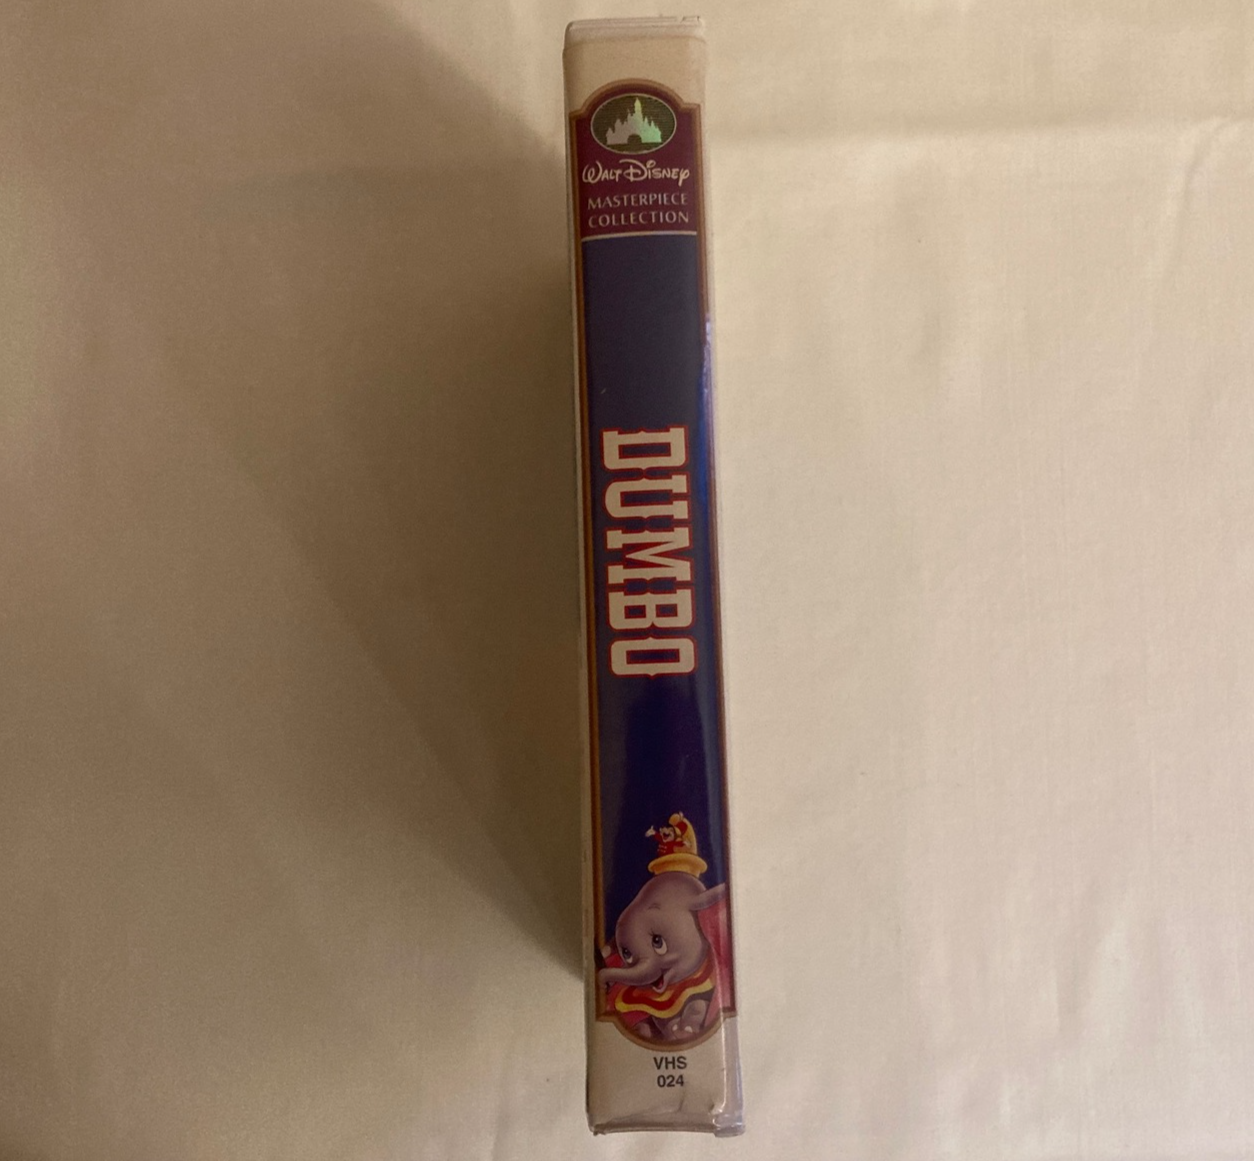 Walt Disney
MASTERPIECE
COLLECTION
DUMBO
VHS
024